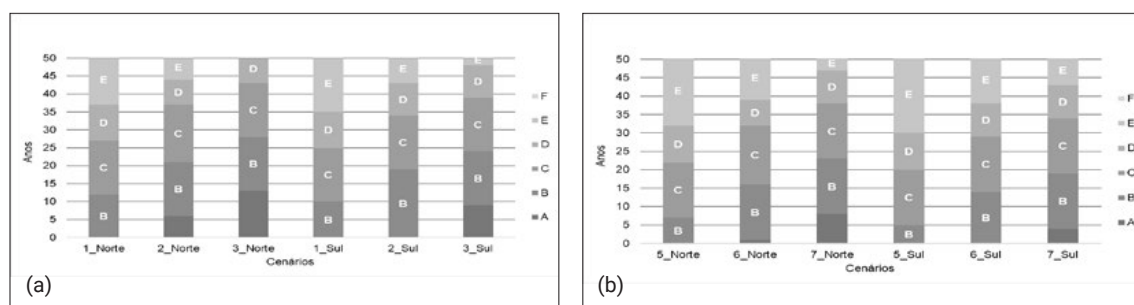 50
45
40
35
30
25
20
15
10
5
0
Anos
E D C B
E D C B
D C B
E D C B
E D C B
E D C B
1_Norte 2_Norte 3_Norte 1_Sul 2_Sul 3_Sul
Cenários
F
E
D
C
B
A
(a)
50
45
40
35
30
25
20
15
10
5
0
Anos
E D C B
E D C B
E D C B
E D C B
E D C B
E D C B
5_Norte 6_Norte 7_Norte 5_Sul 6_Sul 7_Sul
Cenários
F
E
D
C
B
A
(b)